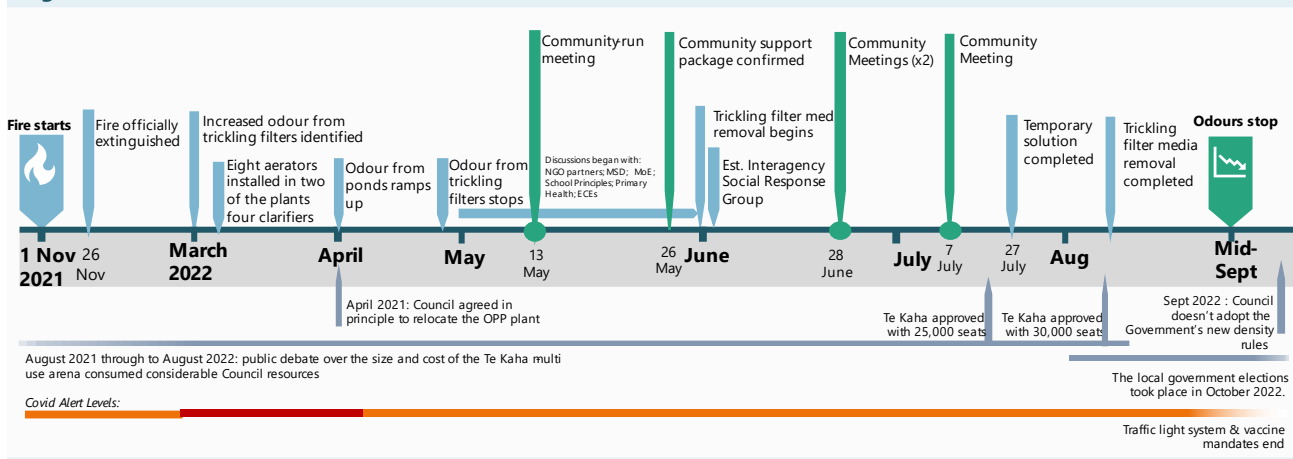 Fire starts
Fire officially
extinguished
Increased odour from
trickling filters identified
Eight aerators
installed in two
of the plants
four clarifiers
Odour from
ponds ramps
up
Odour from
trickling
filters stops
Community-run
meeting
Discussions began with:
NGO partners; MSD; MoE;
School Principles; Primary
Health; ECEs
Community support
package confirmed
Trickling filter med
removal begins
Est. Interagency
Social Response
Group
Community
Meetings (x2)
Community
Meeting
Temporary
solution
completed
Trickling
filter media
removal
completed
Odours stop
1 Nov
2021
26
Nov
March
2022
April
May
13
May
26
May
June
28
June
July
7
July
27
July
Aug
Mid-
Sept
April 2021: Council agreed in
principle to relocate the OPP plant
Te Kaha approved
with 25,000 seats
Te Kaha approved
with 30,000 seats
Sept 2022 : Council
doesn't adopt the
Government's new density
rules
August 2021 through to August 2022: public debate over the size and cost of the Te Kaha multi
use arena consumed considerable Council resources
The local government elections
took place in October 2022.
Covid Alert Levels:
Traffic light system & vaccine
mandates end